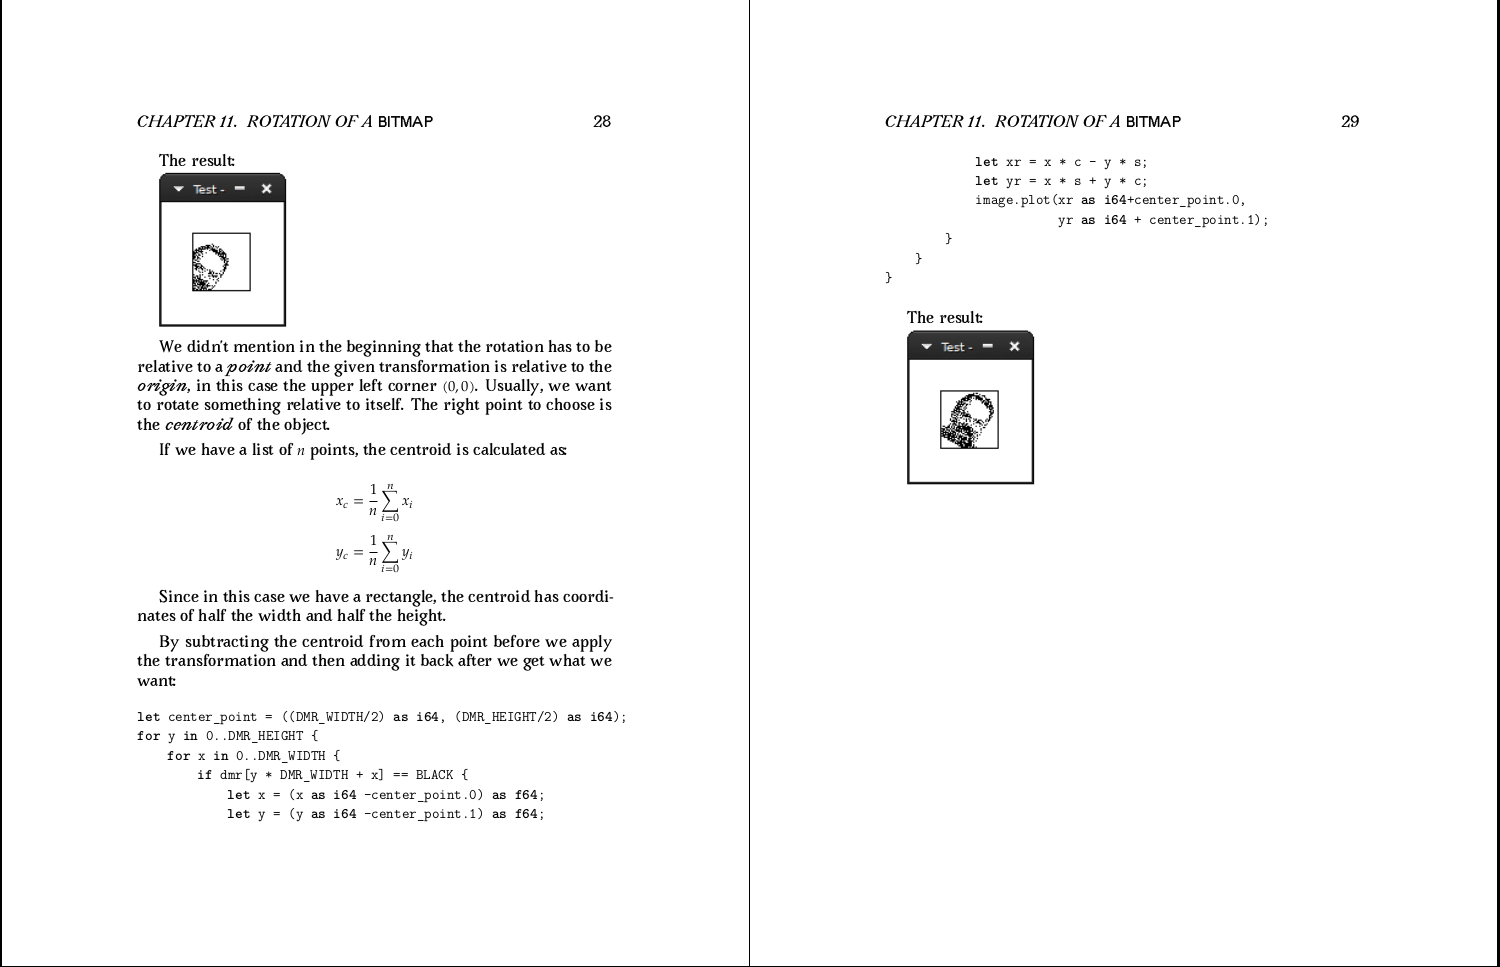 CHAPTER 11. ROTATION OF A BITMAP 28
The result:
Test -
We didn't mention in the beginning that the rotation has to be
relative to a point and the given transformation is relative to the
origin, in this case the upper left corner (0,0). Usually, we want
to rotate something relative to itself. The right point to choose is
the centroid of the object.
If we have a list of n points, the centroid is calculated as:
x_c = \frac{1}{n} \sum_{i=0}^{n} x_i
y_c = \frac{1}{n} \sum_{i=0}^{n} y_i
Since in this case we have a rectangle, the centroid has coordi-
nates of half the width and half the height.
By subtracting the centroid from each point before we apply
the transformation and then adding it back after we get what we
want:
let center_point = ((DMR_WIDTH/2) as i64, (DMR_HEIGHT/2) as i64);
for y in 0..DMR_HEIGHT {
for x in 0..DMR_WIDTH {
if dmr[y * DMR_WIDTH + x] == BLACK {
let x = (x as i64 -center_point.0) as f64;
let y = (y as i64 -center_point.1) as f64;
CHAPTER 11. ROTATION OF A BITMAP 29
let xr = x * c - y * s;
let yr = x * s + y * c;
image.plot(xr as i64+center_point.0,
yr as i64 + center_point.1);
}
}
}
The result:
Test -